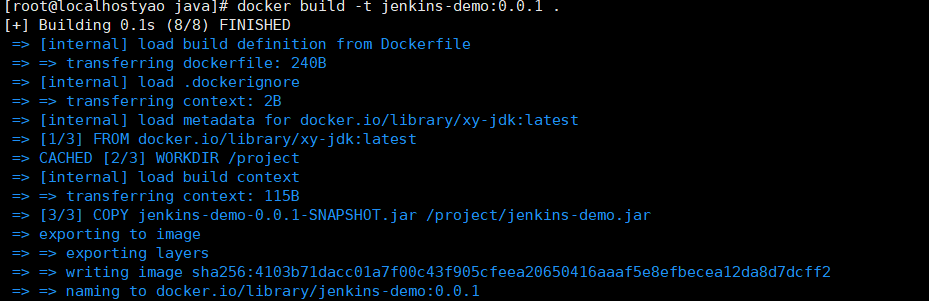 [root@localhostyao java]# docker build -t jenkins-demo:0.0.1 .
[+] Building 0.1s (8/8) FINISHED
=> [internal] load build definition from Dockerfile
=> => transferring dockerfile: 240B
=> [internal] load .dockerignore
=> => transferring context: 2B
=> [internal] load metadata for docker.io/library/xy-jdk:latest
=> [1/3] FROM docker.io/library/xy-jdk:latest
=> CACHED [2/3] WORKDIR /project
=> [internal] load build context
=> => transferring context: 115B
=> [3/3] COPY jenkins-demo-0.0.1-SNAPSHOT.jar /project/jenkins-demo.jar
=> exporting to image
=> => exporting layers
=> => writing image sha256:4103b71dacc01a7f00c43f905cfeea20650416aaaf5e8efbecea12da8d7dcff2
=> => naming to docker.io/library/jenkins-demo:0.0.1